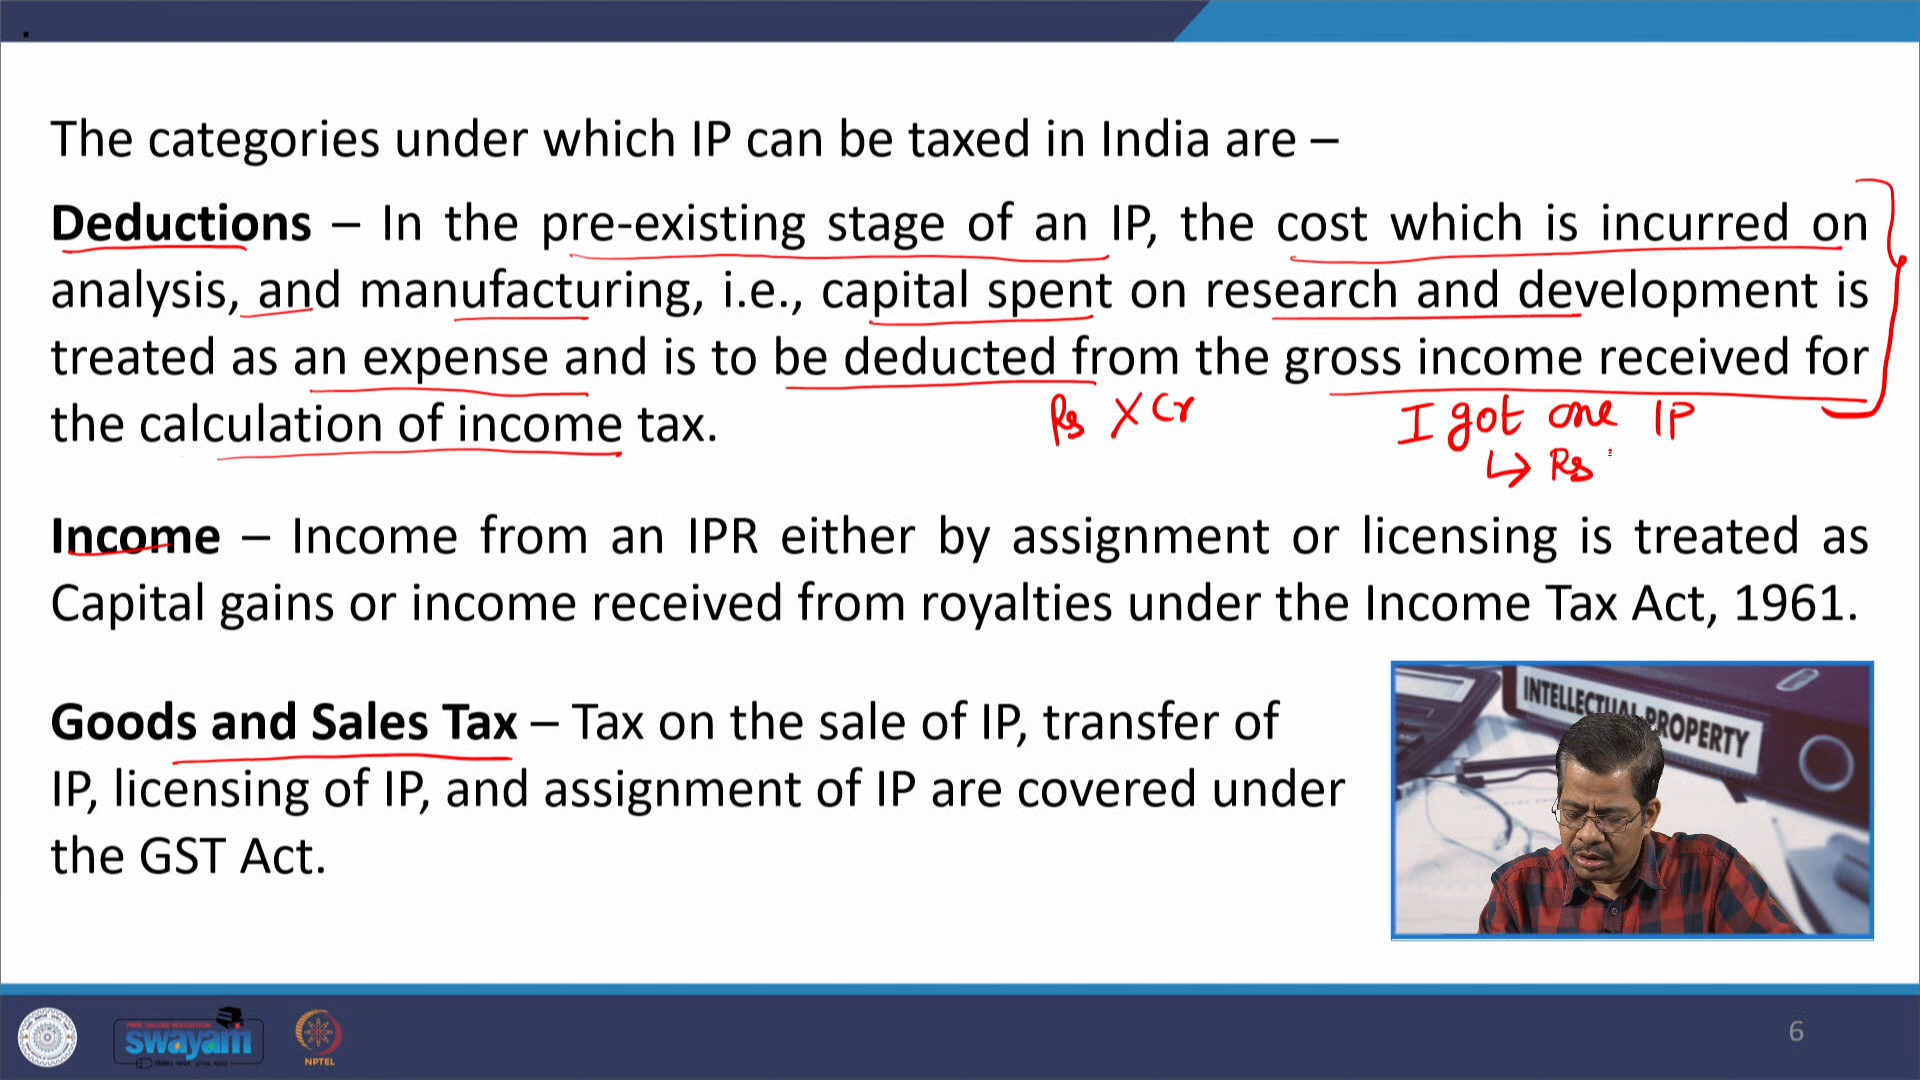 The categories under which IP can be taxed in India are –
Deductions – In the pre-existing stage of an IP, the cost which is incurred on
analysis, and manufacturing, i.e., capital spent on research and development is
treated as an expense and is to be deducted from the gross income received for
the calculation of income tax.
Rs X Cr
I got one IP
↳ Rs
Income – Income from an IPR either by assignment or licensing is treated as
Capital gains or income received from royalties under the Income Tax Act, 1961.
Goods and Sales Tax – Tax on the sale of IP, transfer of
IP, licensing of IP, and assignment of IP are covered under
the GST Act.
INTELLECTUAL PROPERTY
swayam
NPTEL
6